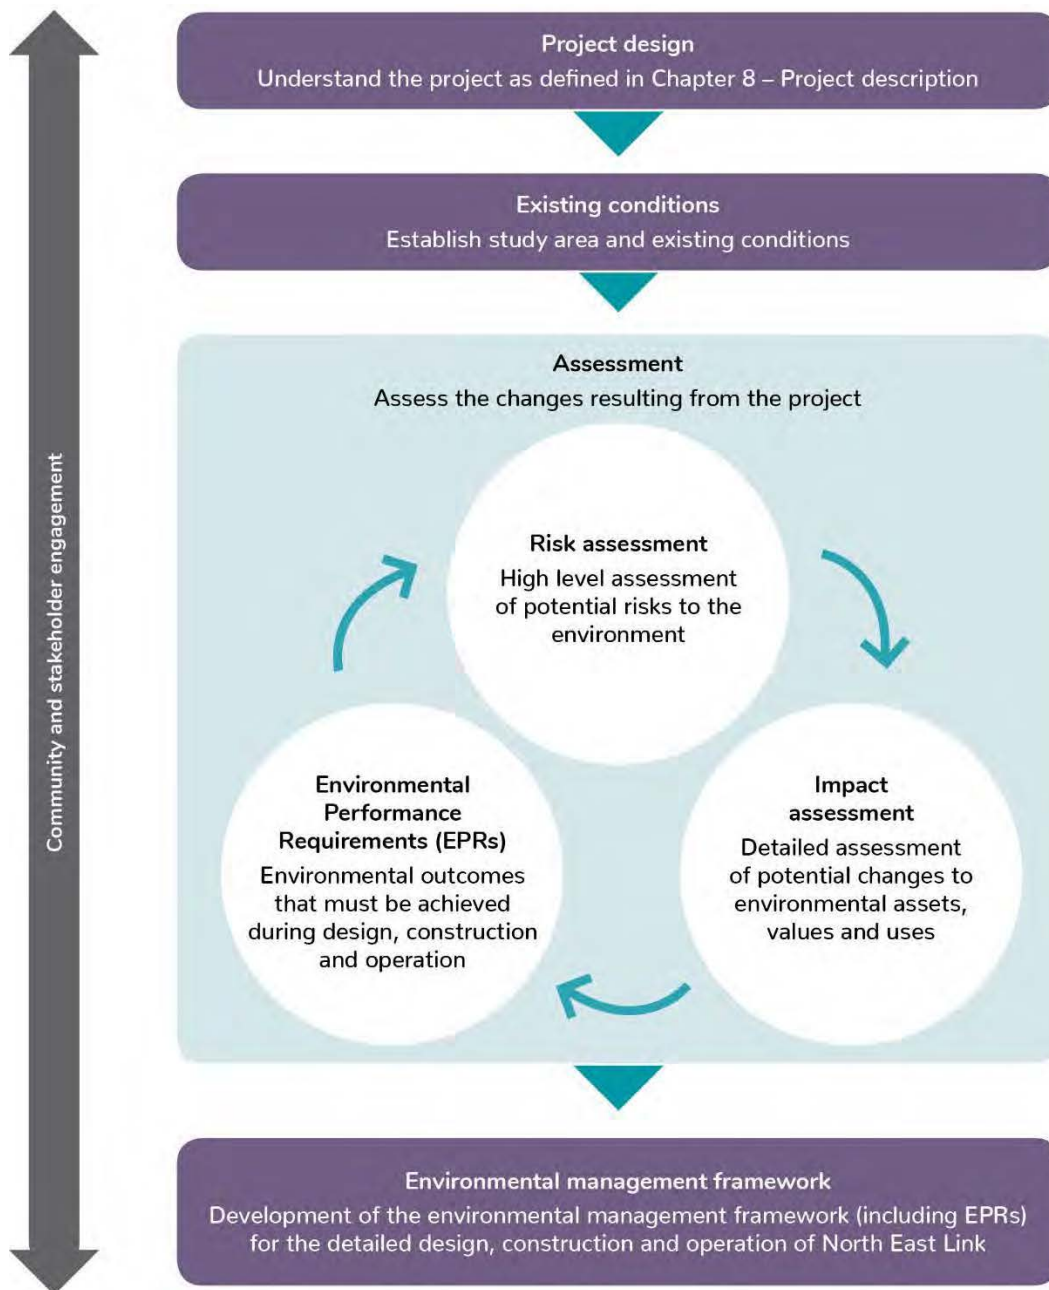 Project design
Understand the project as defined in Chapter 8 – Project description
Existing conditions
Establish study area and existing conditions
Assessment
Assess the changes resulting from the project
Risk assessment
High level assessment
of potential risks to the
environment
Environmental
Performance
Requirements (EPRs)
Environmental outcomes
that must be achieved
during design, construction
and operation
Impact
assessment
Detailed assessment
of potential changes to
environmental assets,
values and uses
Environmental management framework
Development of the environmental management framework (including EPRs)
for the detailed design, construction and operation of North East Link
Community and stakeholder engagement